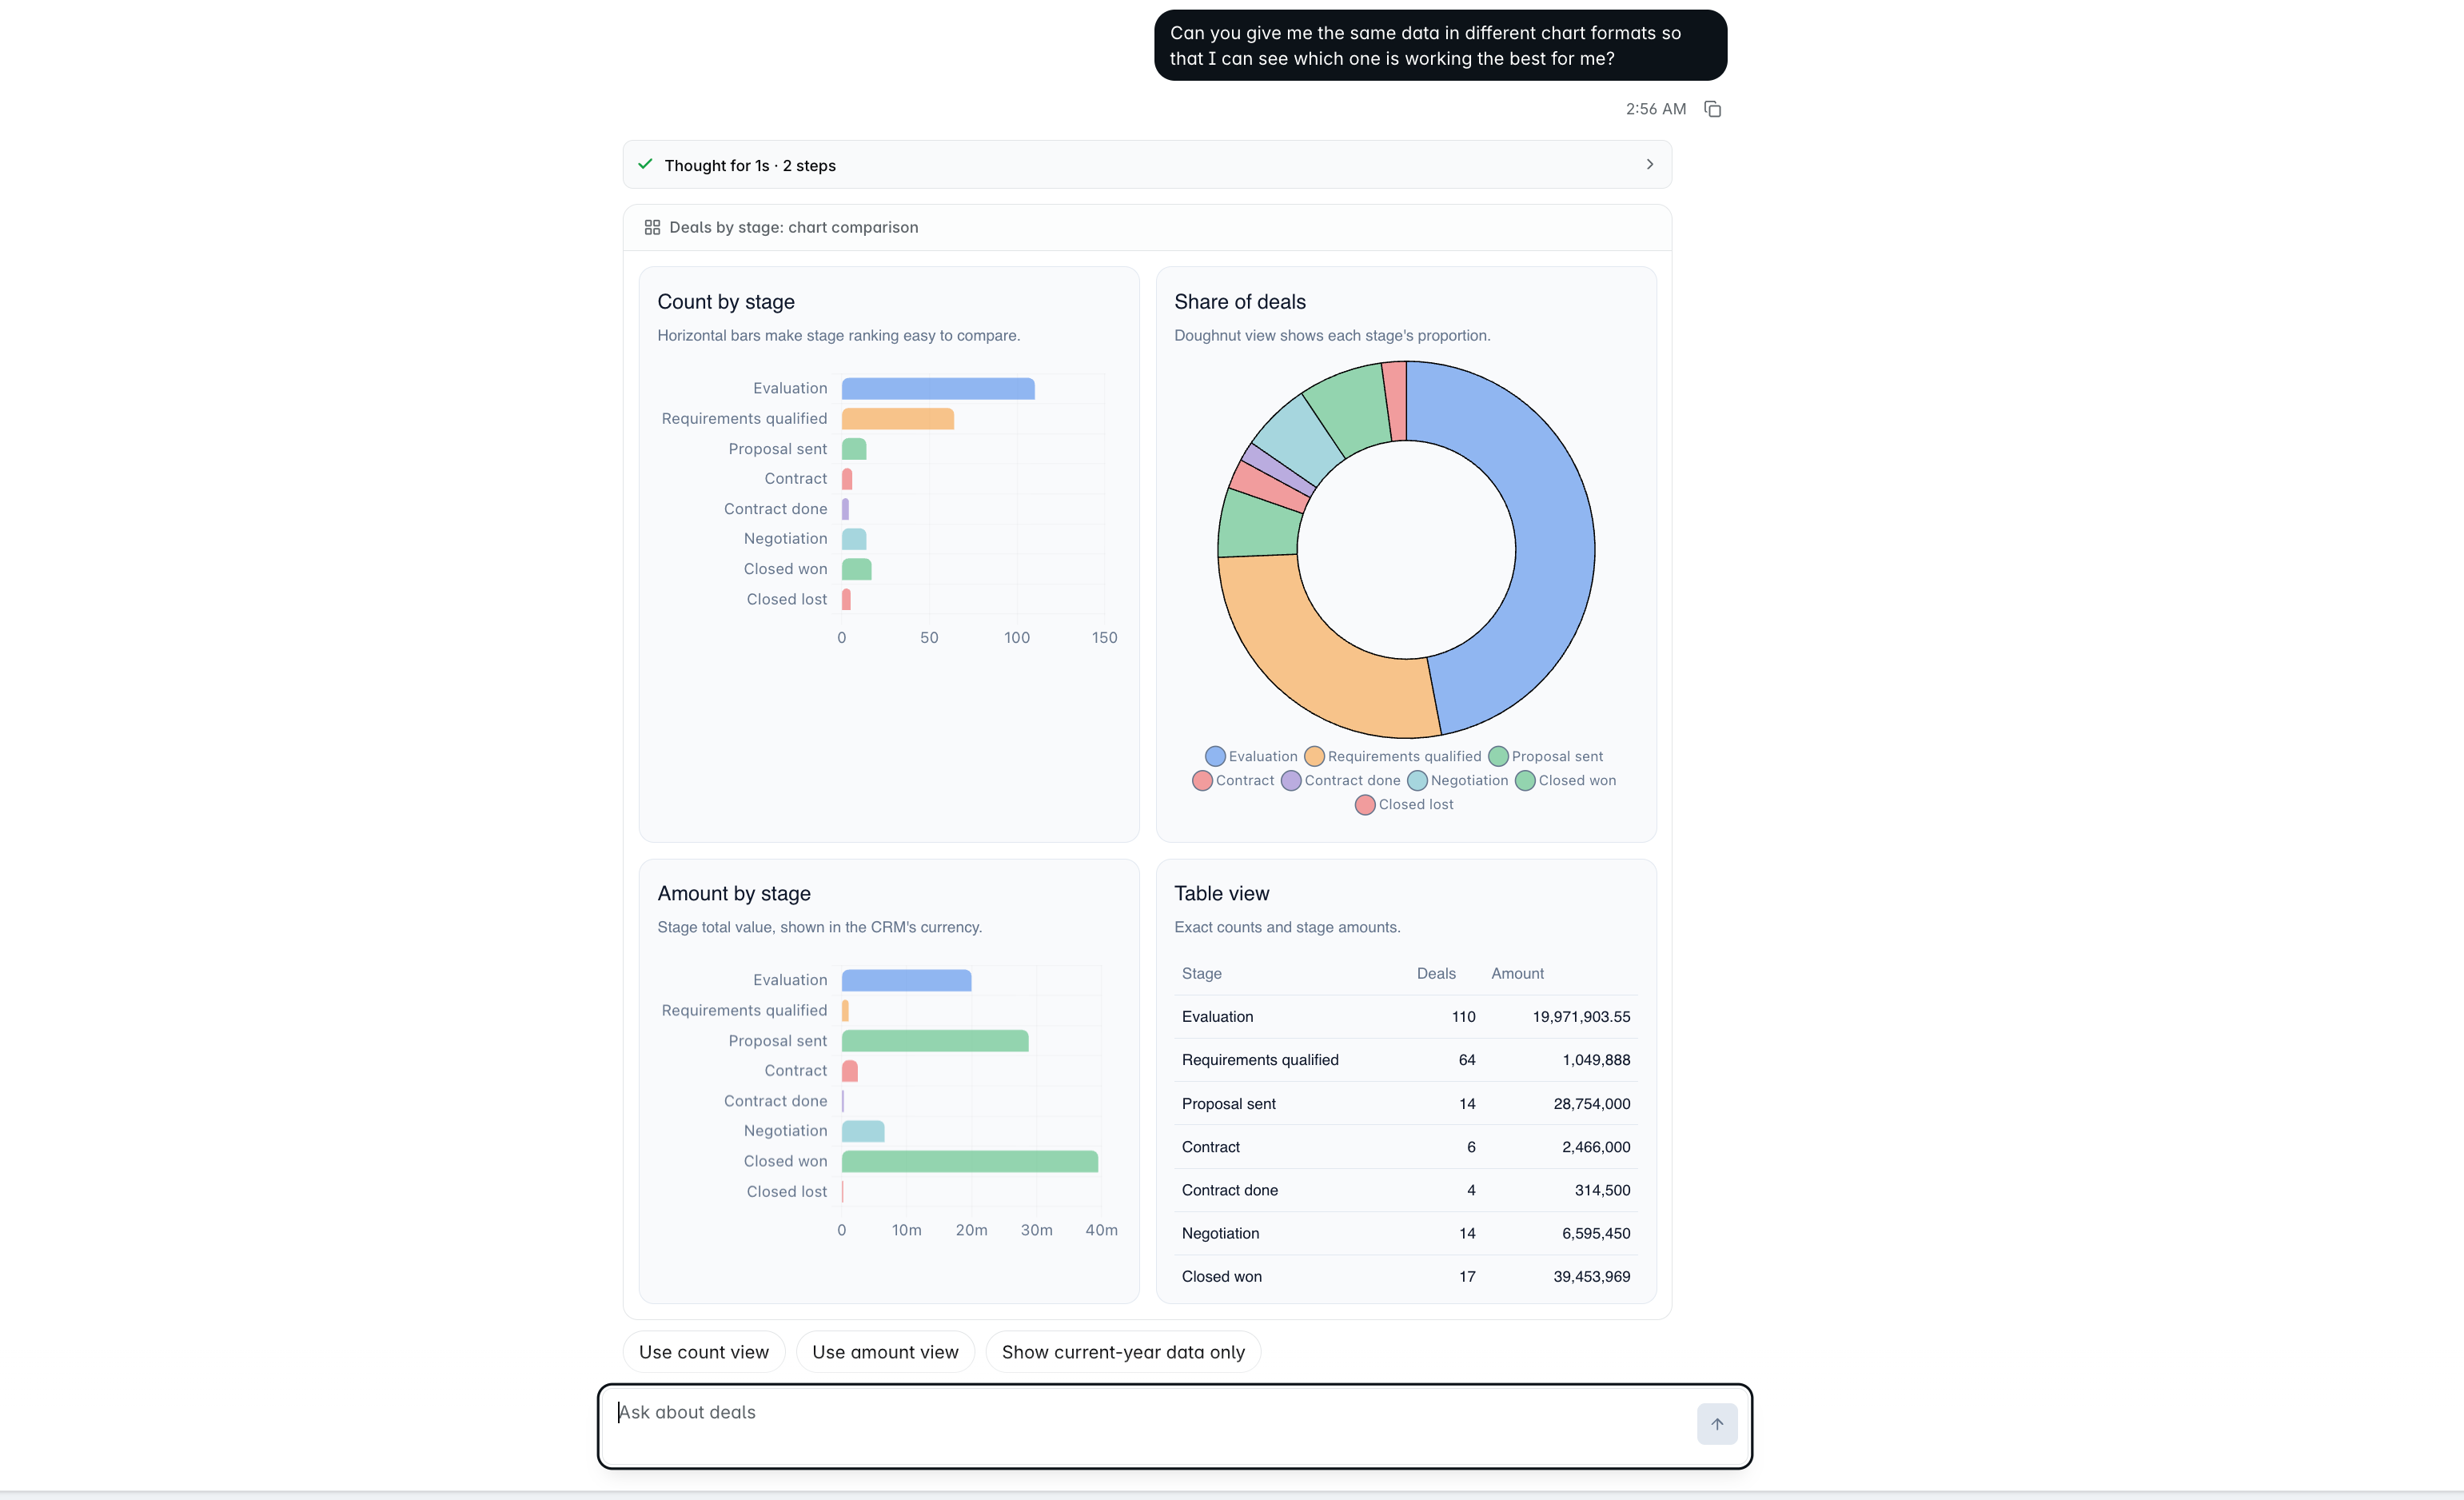 Can you give me the same data in different chart formats so
that I can see which one is working the best for me?
2:56 AM
Thought for 1s · 2 steps
Deals by stage: chart comparison
Count by stage
Horizontal bars make stage ranking easy to compare.
Evaluation
Requirements qualified
Proposal sent
Contract
Contract done
Negotiation
Closed won
Closed lost
0 50 100 150
Share of deals
Doughnut view shows each stage's proportion.
Evaluation Requirements qualified Proposal sent
Contract Contract done Negotiation Closed won
Closed lost
Amount by stage
Stage total value, shown in the CRM's currency.
Evaluation
Requirements qualified
Proposal sent
Contract
Contract done
Negotiation
Closed won
Closed lost
0 10m 20m 30m 40m
Table view
Exact counts and stage amounts.
Stage Deals Amount
Evaluation 110 19,971,903.55
Requirements qualified 64 1,049,888
Proposal sent 14 28,754,000
Contract 6 2,466,000
Contract done 4 314,500
Negotiation 14 6,595,450
Closed won 17 39,453,969
Use count view Use amount view Show current-year data only
Ask about deals